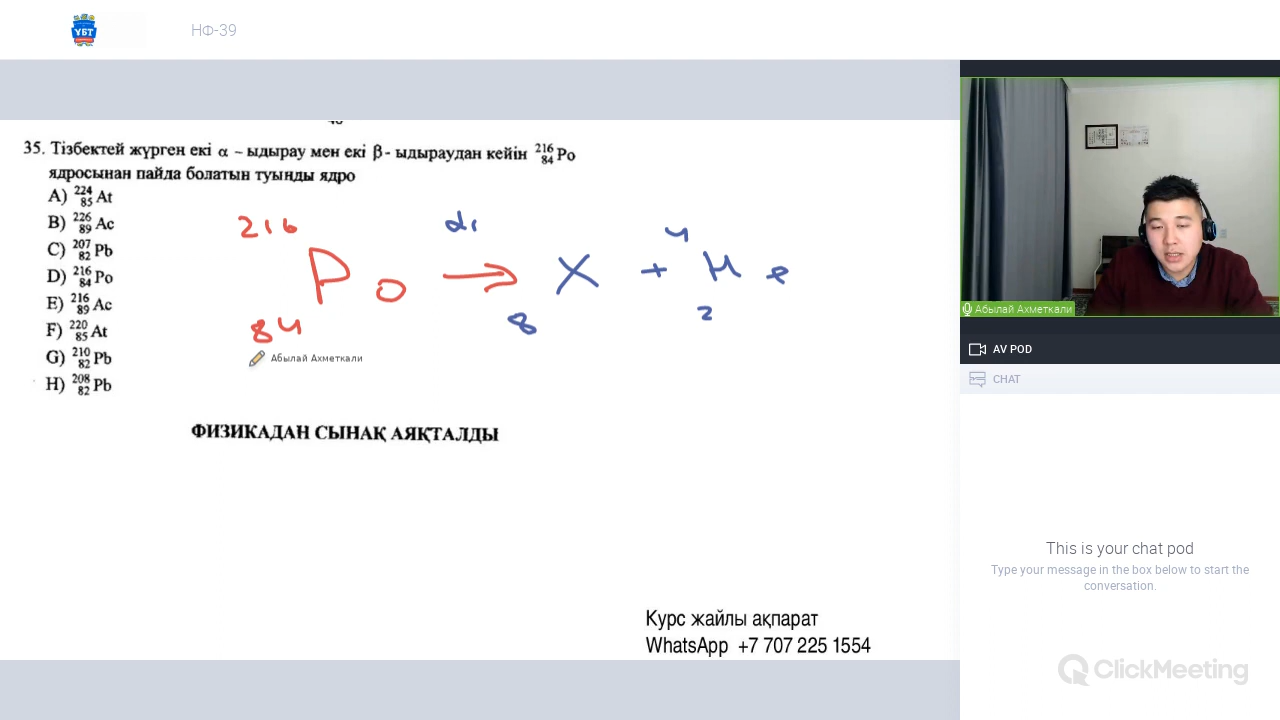 ҰБТ
НФ-39
35. Тізбектей жүрген екі α – ыдырау мен екі β - ыдыраудан кейін ²¹⁶₈₄Po
ядросынан пайда болатын туынды ядро
A) ²²⁴₈₅At
B) ²²⁶₈₉Ac
C) ²⁰⁷₈₂Pb
D) ²¹⁶₈₄Po
E) ²¹⁶₈₉Ac
F) ²²⁰₈₅At
G) ²¹⁰₈₂Pb
H) ²⁰⁸₈₂Pb
216 α1 4
Po → X + He
84 8 2
Абылай Ахметкали
ФИЗИКАДАН СЫНАҚ АЯҚТАЛДЫ
Курс жайлы ақпарат
WhatsApp +7 707 225 1554
Абылай Ахметкали
AV POD
CHAT
This is your chat pod
Type your message in the box below to start the
conversation.
ClickMeeting